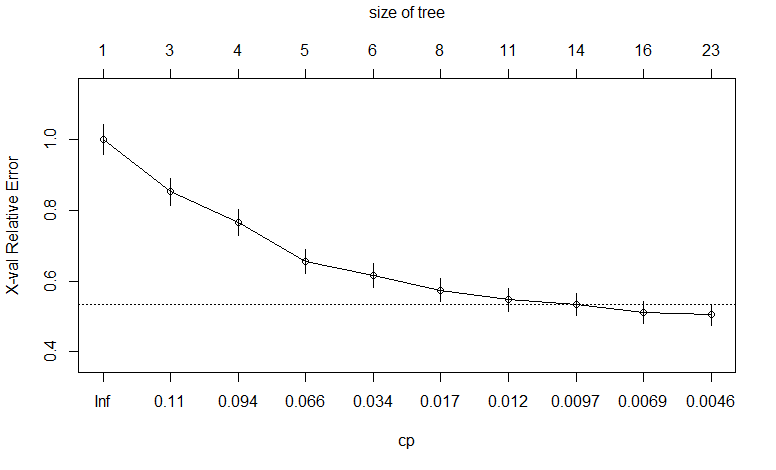 size of tree
1 3 4 5 6 8 11 14 16 23
X-val Relative Error
1.0
0.8
0.6
0.4
Inf 0.11 0.094 0.066 0.034 0.017 0.012 0.0097 0.0069 0.0046
cp